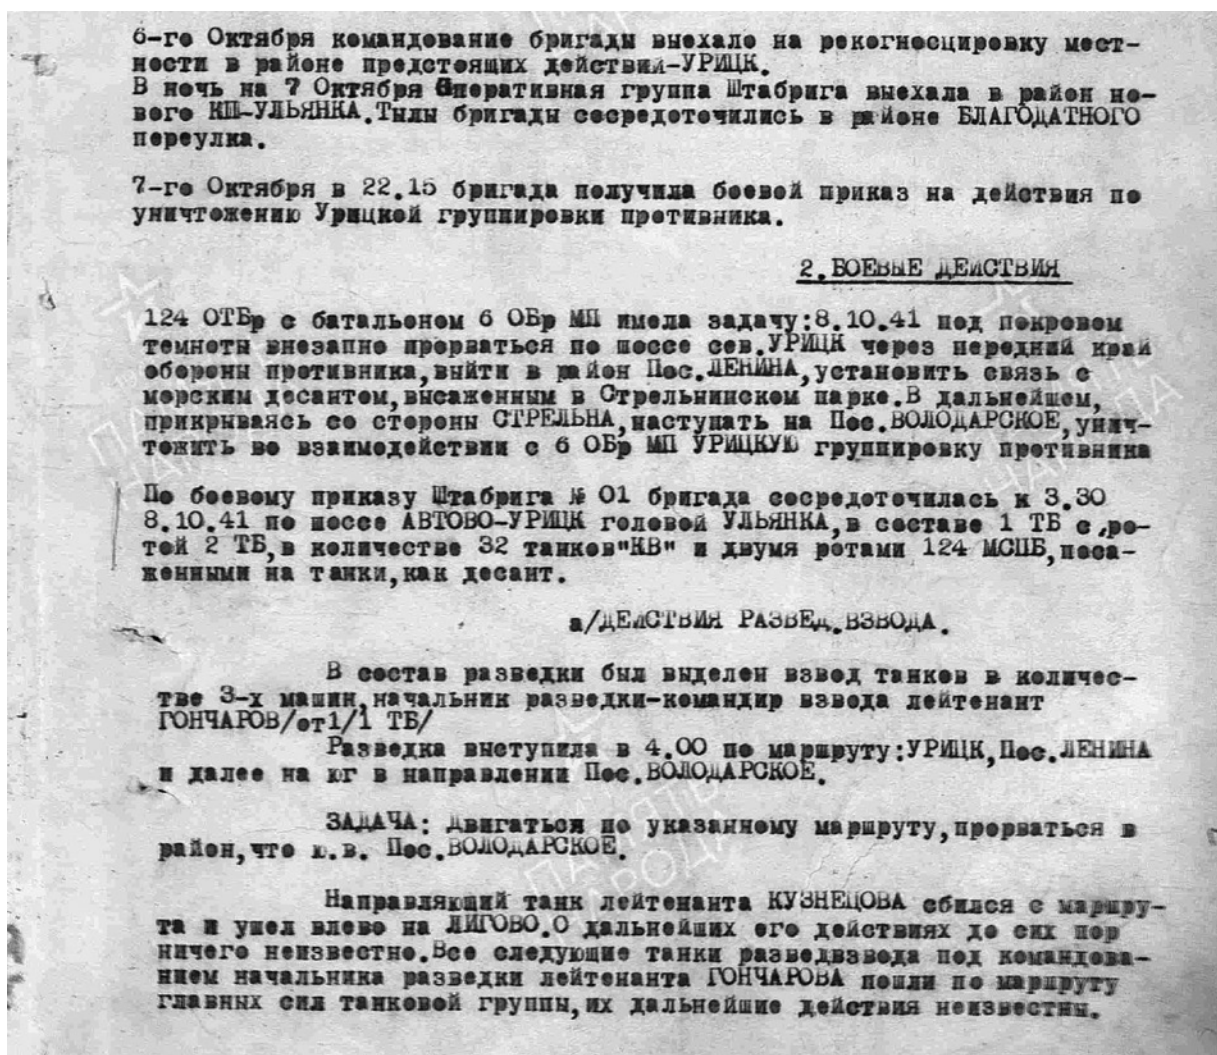 6-го Октября командование бригады выехало на рекогносцировку мест-
ности в районе предстоящих действий-УРИЦК.
В ночь на 7 Октября Оперативная группа Штабрига выехала в район но-
вого КП-УЛЬЯНКА.Тылы бригады сосредоточились в районе БЛАГОДАТНОГО
переулка.
7-го Октября в 22.15 бригада получила боевой приказ на действия по
уничтожению Урицкой группировки противника.
2.БОЕВЫЕ ДЕЙСТВИЯ
124 ОТБр с батальоном 6 ОБр МП имела задачу:8.10.41 под покровом
темноты внезапно прорваться по шоссе сев.УРИЦК через передний край
обороны противника,выйти в район Пос.ЛЕНИНА,установить связь с
морским десантом,высаженным в Стрельнинском парке.В дальнейшем,
прикрываясь со стороны СТРЕЛЬНА,наступать на Пос.ВОЛОДАРСКОЕ,унич-
тожить во взаимодействии с 6 ОБр МП УРИЦКУЮ группировку противника
По боевому приказу Штабрига № 01 бригада сосредоточилась к 3.30
8.10.41 по шоссе АВТОВО-УРИЦК головой УЛЬЯНКА,в составе 1 ТБ с ро-
той 2 ТБ,в количестве 32 танков"КВ" и двумя ротами 124 МСПБ,поса-
женными на танки,как десант.
а/ДЕЙСТВИЯ РАЗВЕД.ВЗВОДА.
В состав разведки был выделен взвод танков в количес-
тве 3-х машин,начальник разведки-командир взвода лейтенант
ГОНЧАРОВ/от1/1 ТБ/
Разведка выступила в 4.00 по маршруту:УРИЦК,Пос.ЛЕНИНА
и далее на юг в направлении Пос.ВОЛОДАРСКОЕ.
ЗАДАЧА: двигаться по указанному маршруту,прорваться в
район,что ю.в. Пос.ВОЛОДАРСКОЕ.
Направляющий танк лейтенанта КУЗНЕЦОВА сбился с маршру-
та и ушел влево на ЛИГОВО.О дальнейших его действиях до сих пор
ничего неизвестно.Все следующие танки разведвзвода под командова-
нием начальника разведки лейтенанта ГОНЧАРОВА пошли по маршруту
главных сил танковой группы,их дальнейшие действия неизвестны.
ПАМЯТЬ
НАРОДА